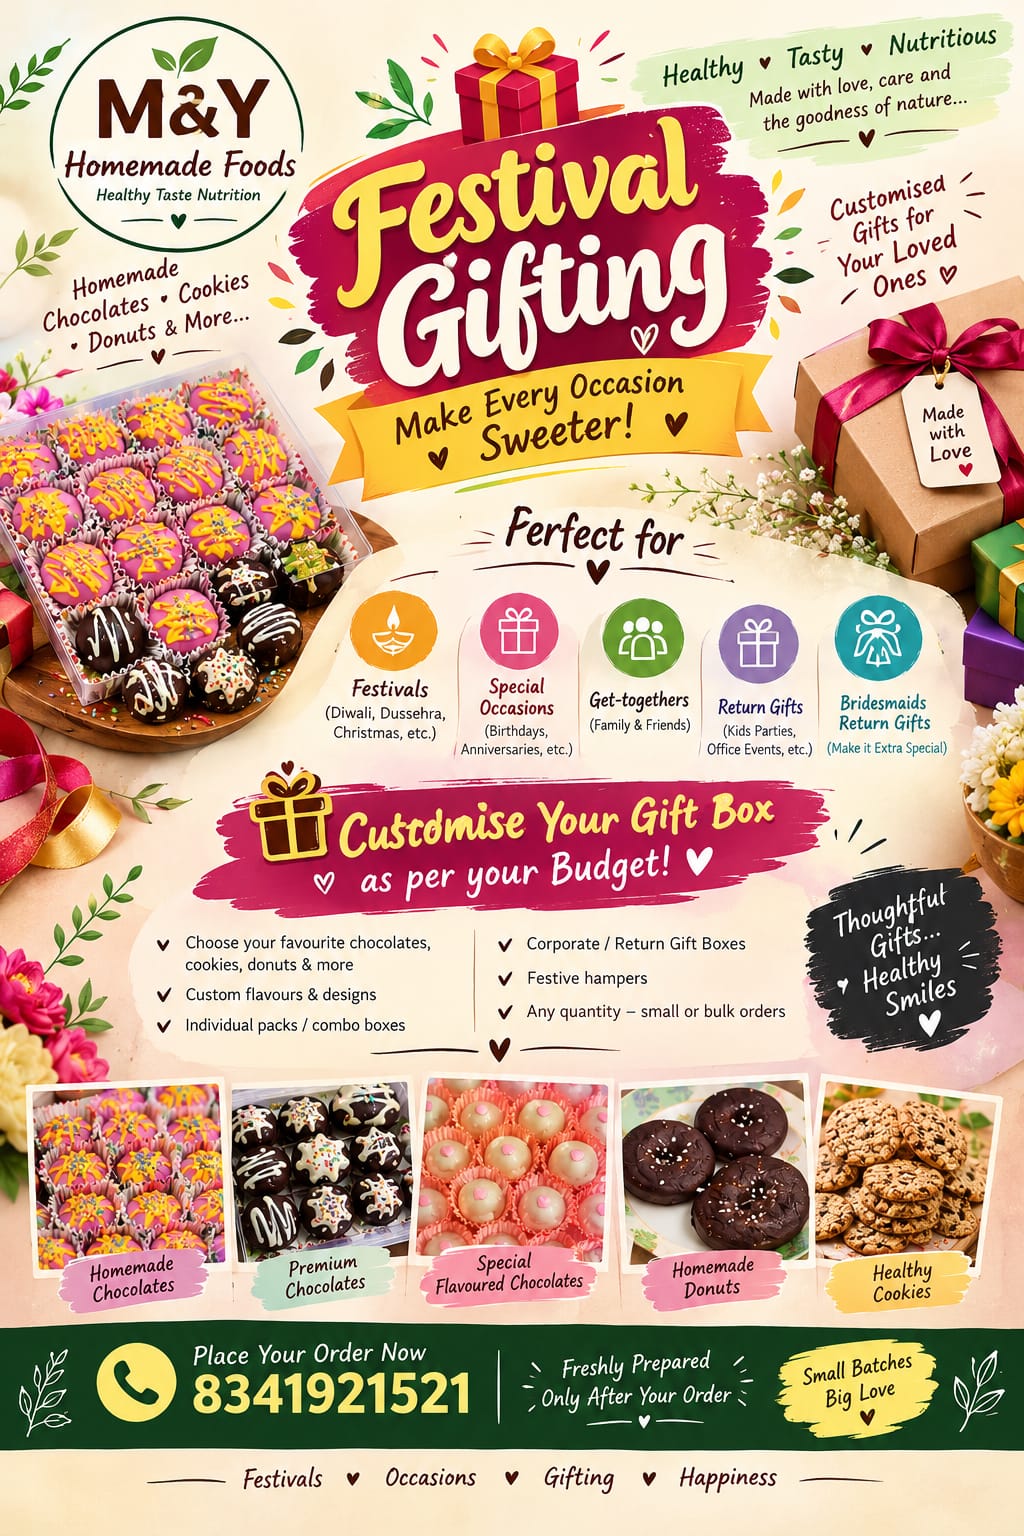 M&Y
Homemade Foods
Healthy Taste Nutrition
Homemade
Chocolates • Cookies
• Donuts & More...
Festival
Gifting
Make Every Occasion
Sweeter!
Healthy ♥ Tasty ♥ Nutritious
Made with love, care and
the goodness of nature...
Customised
Gifts for
Your Loved
Ones ♡
Made
with
Love
Perfect for
Festivals
(Diwali, Dussehra,
Christmas, etc.)
Special
Occasions
(Birthdays,
Anniversaries, etc.)
Get-togethers
(Family & Friends)
Return Gifts
(Kids Parties,
Office Events, etc.)
Bridesmaids
Return Gifts
(Make it Extra Special)
Customise Your Gift Box
as per your Budget!
Choose your favourite chocolates,
cookies, donuts & more
Custom flavours & designs
Individual packs / combo boxes
Corporate / Return Gift Boxes
Festive hampers
Any quantity – small or bulk orders
Thoughtful
Gifts...
Healthy
Smiles
Homemade
Chocolates
Premium
Chocolates
Special
Flavoured Chocolates
Homemade
Donuts
Healthy
Cookies
Place Your Order Now
8341921521
Freshly Prepared
Only After Your Order
Small Batches
Big Love
Festivals ♥ Occasions ♥ Gifting ♥ Happiness